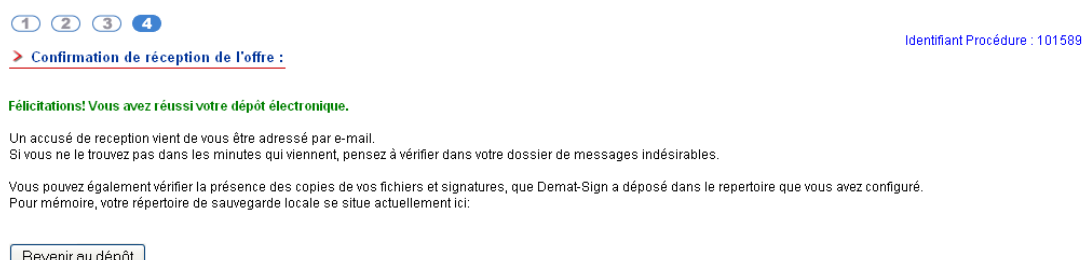 1 2 3 4
Identifiant Procédure : 101589
Confirmation de réception de l'offre :
Félicitations! Vous avez réussi votre dépôt électronique.
Un accusé de reception vient de vous être adressé par e-mail.
Si vous ne le trouvez pas dans les minutes qui viennent, pensez à vérifier dans votre dossier de messages indésirables.
Vous pouvez également vérifier la présence des copies de vos fichiers et signatures, que Demat-Sign a déposé dans le repertoire que vous avez configuré.
Pour mémoire, votre répertoire de sauvegarde locale se situe actuellement ici:
Revenir au dépôt